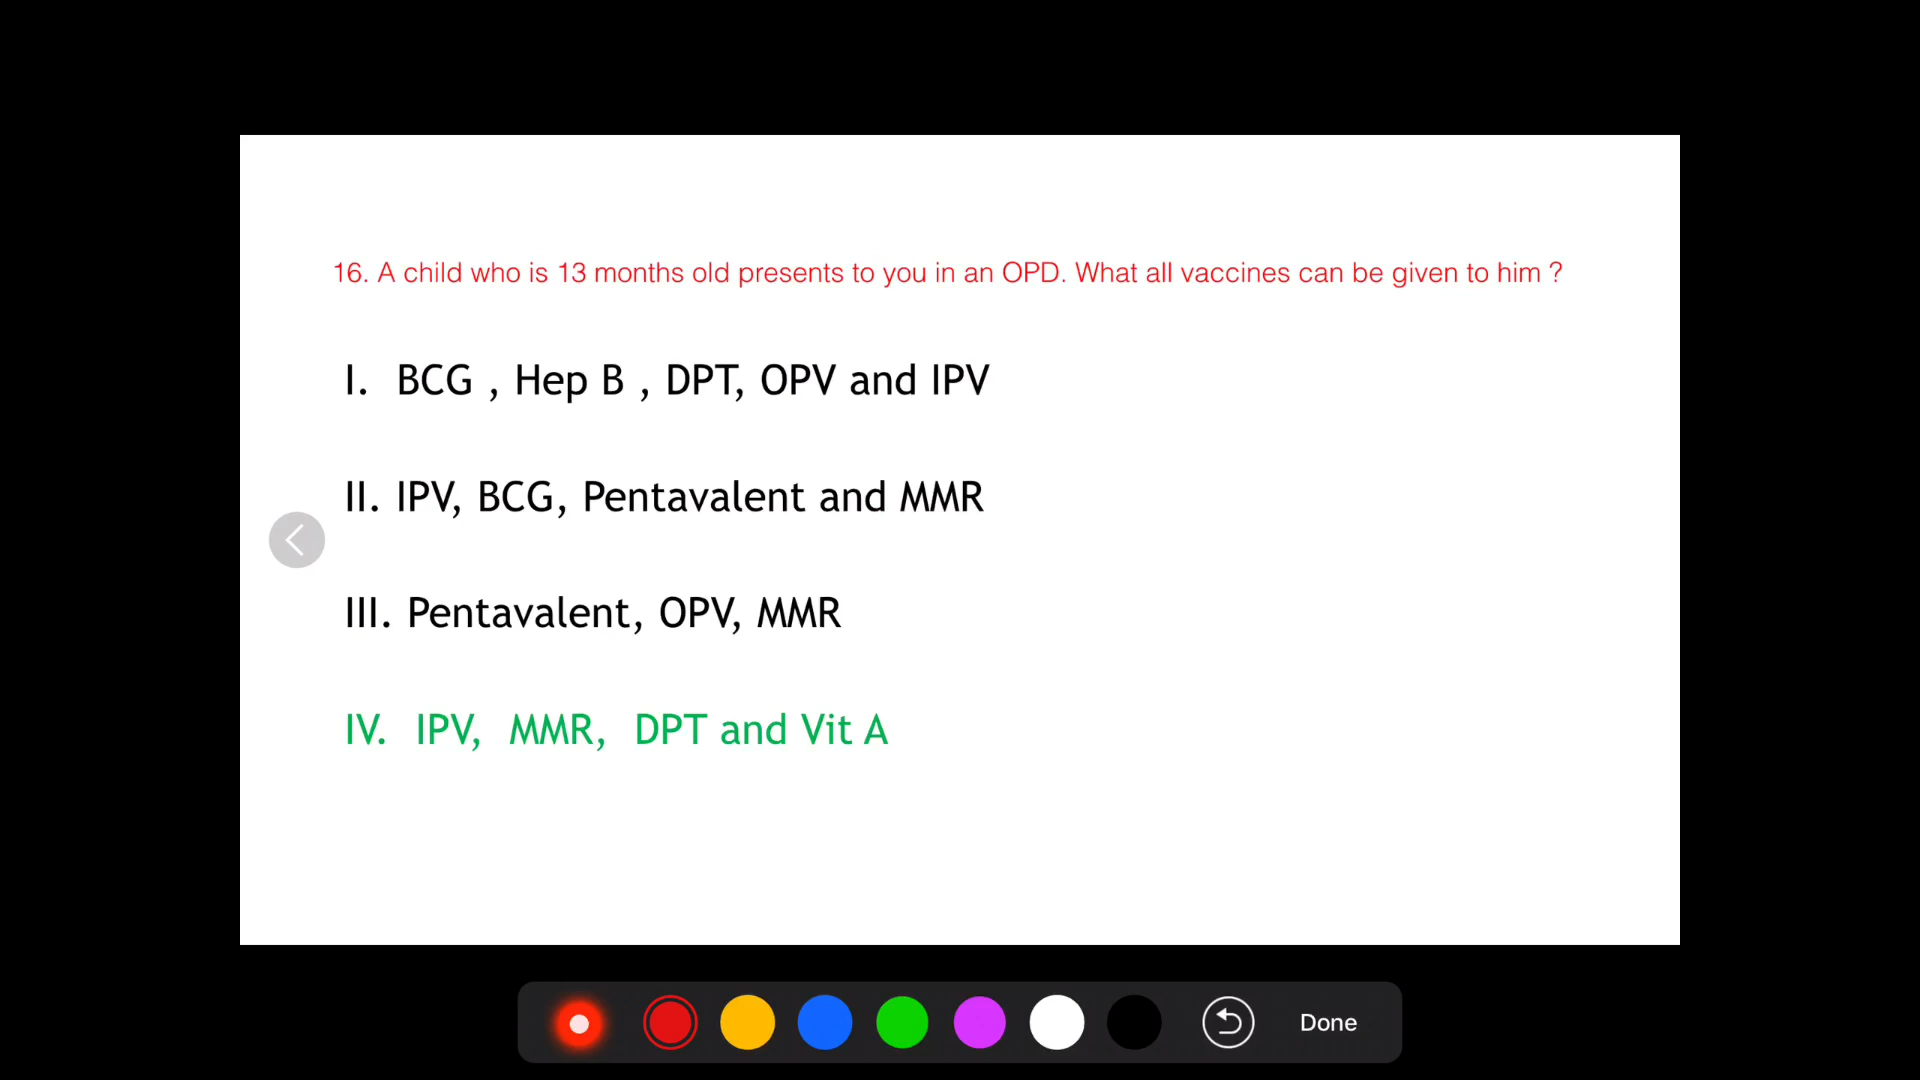 16. A child who is 13 months old presents to you in an OPD. What all vaccines can be given to him ?
I. BCG , Hep B , DPT, OPV and IPV
II. IPV, BCG, Pentavalent and MMR
III. Pentavalent, OPV, MMR
IV. IPV, MMR, DPT and Vit A
Done